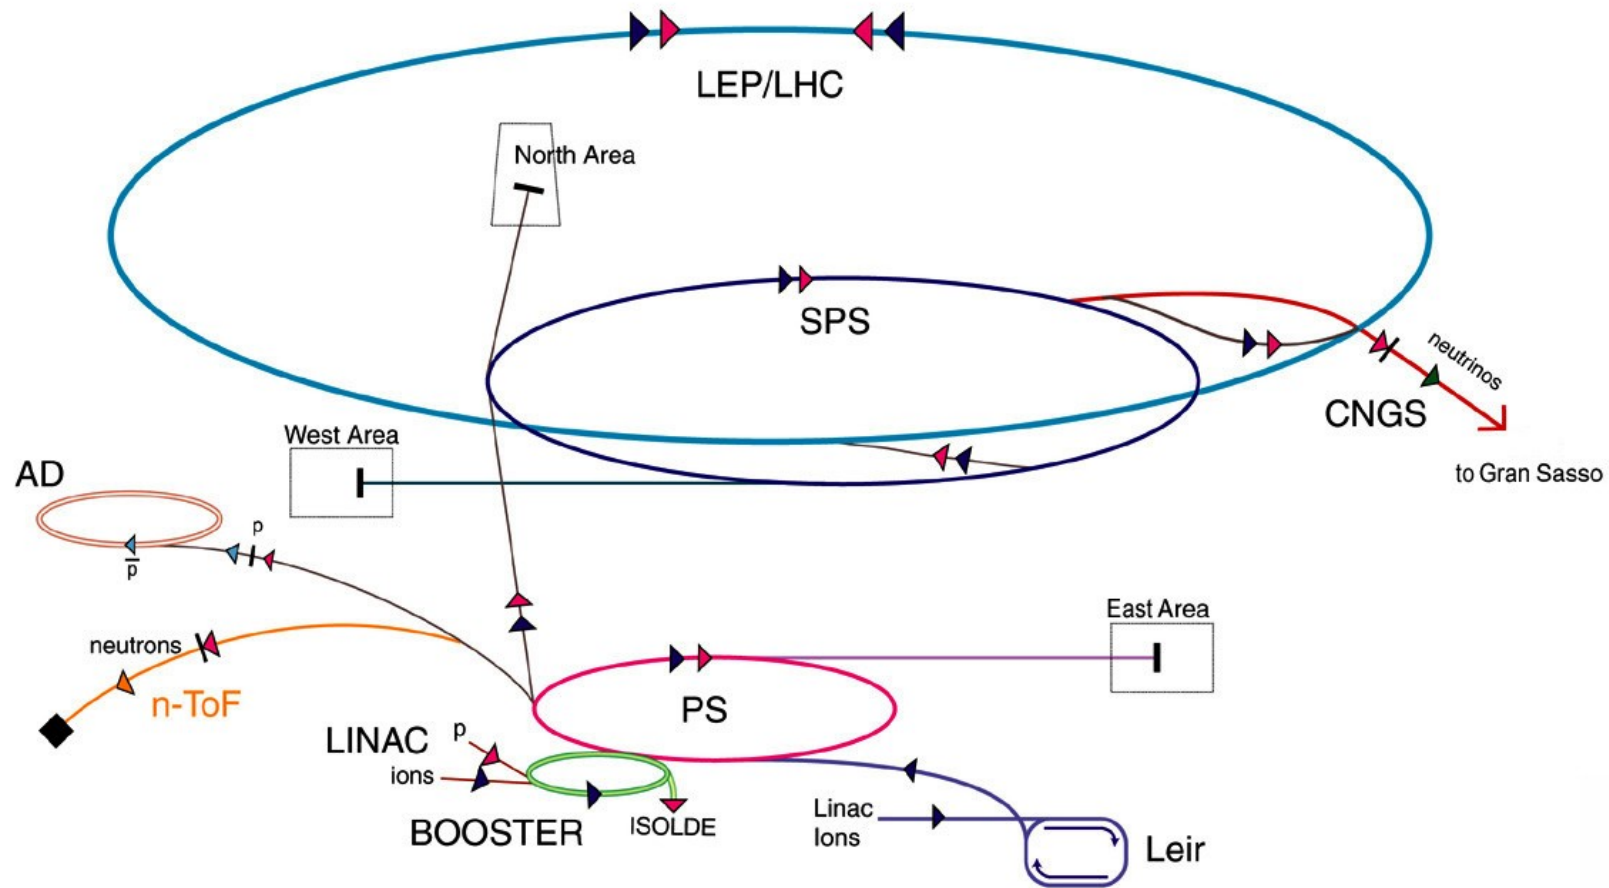 LEP/LHC
North Area
SPS
neutrinos
CNGS
to Gran Sasso
West Area
AD
p
p̅
East Area
neutrons
n-ToF
PS
LINAC
p
ions
BOOSTER
ISOLDE
Linac
Ions
Leir